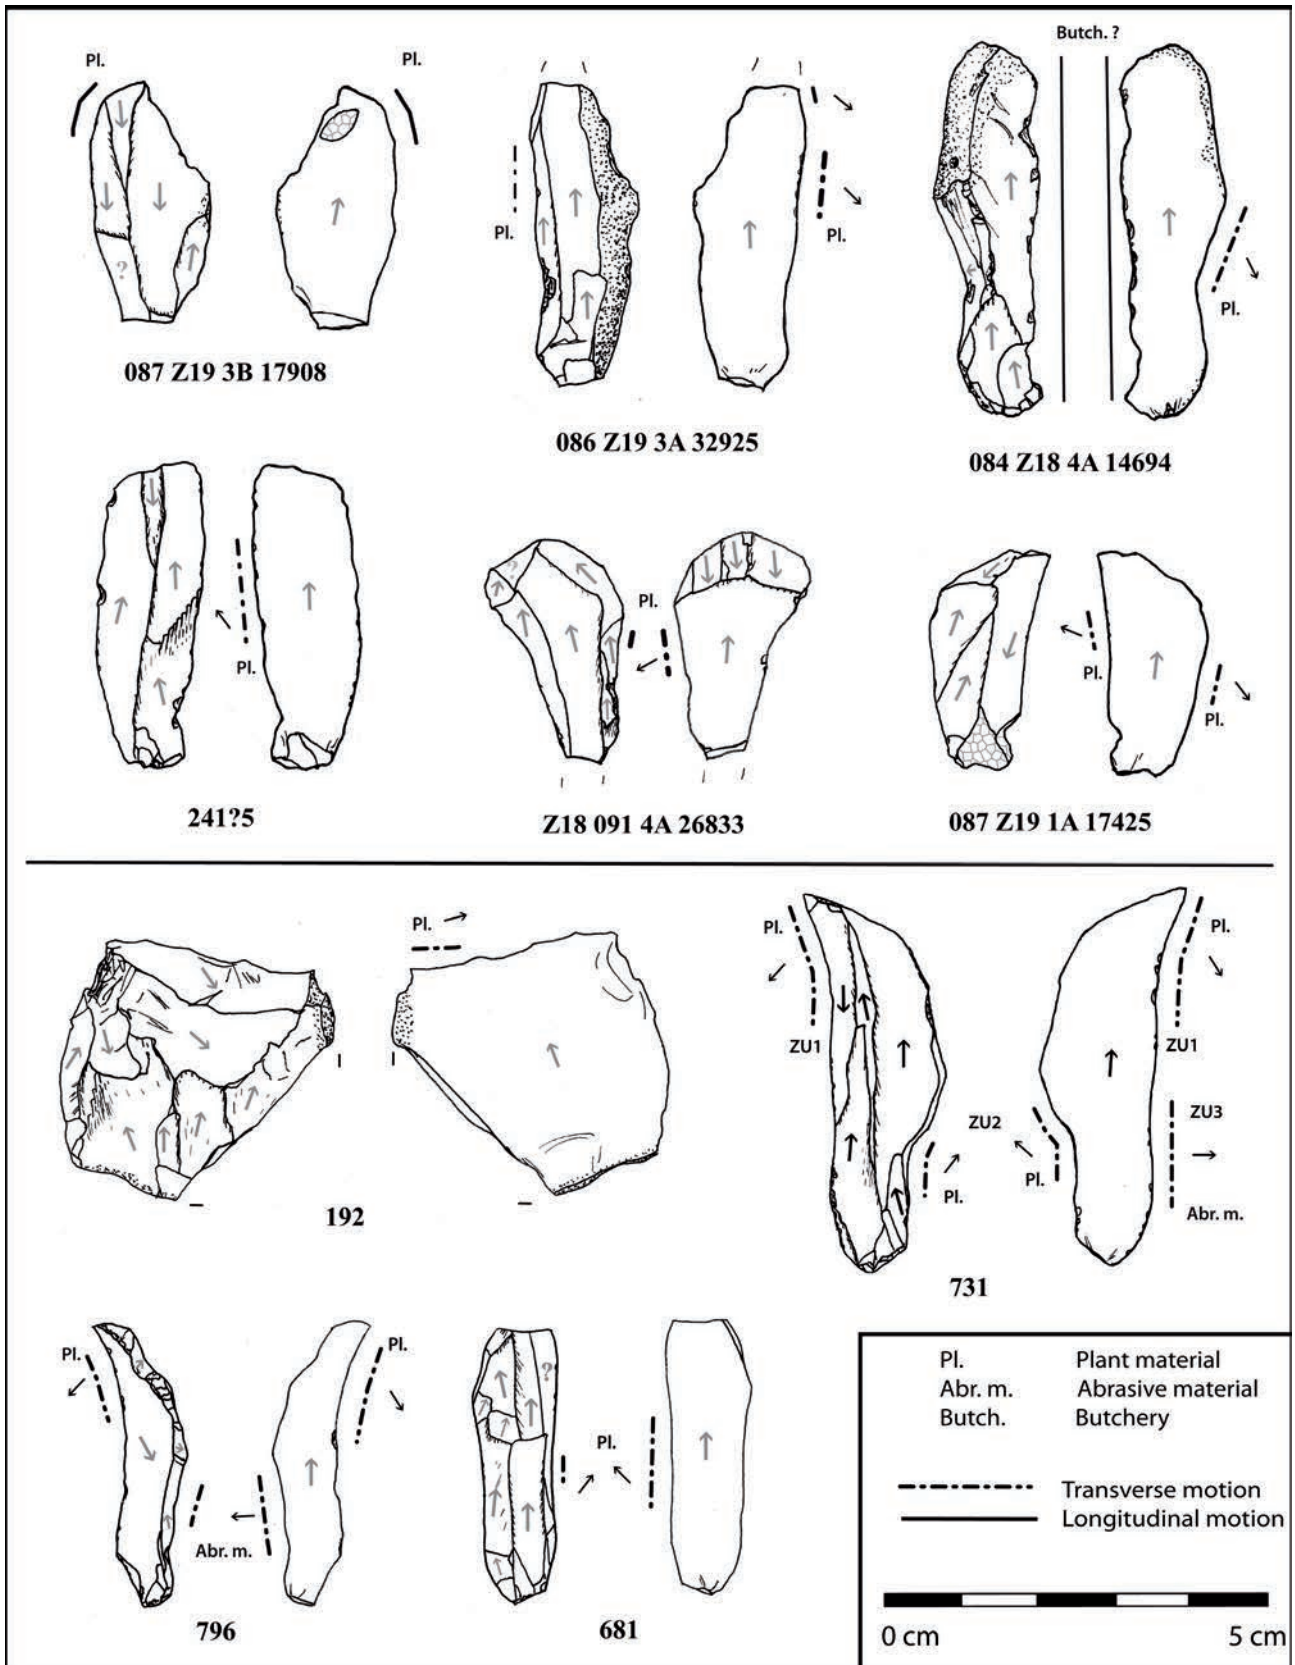 Pl.
Pl.
?
087 Z19 3B 17908
Pl.
Pl.
086 Z19 3A 32925
Butch. ?
Pl.
084 Z18 4A 14694
Pl.
241?5
?
Pl.
Z18 091 4A 26833
Pl.
Pl.
087 Z19 1A 17425
Pl.
192
Pl.
Pl.
ZU1
ZU1
ZU2
ZU3
Pl.
Pl.
Abr. m.
731
Pl.
Pl.
Abr. m.
796
?
Pl.
681
Pl. Plant material
Abr. m. Abrasive material
Butch. Butchery
Transverse motion
Longitudinal motion
0 cm 5 cm